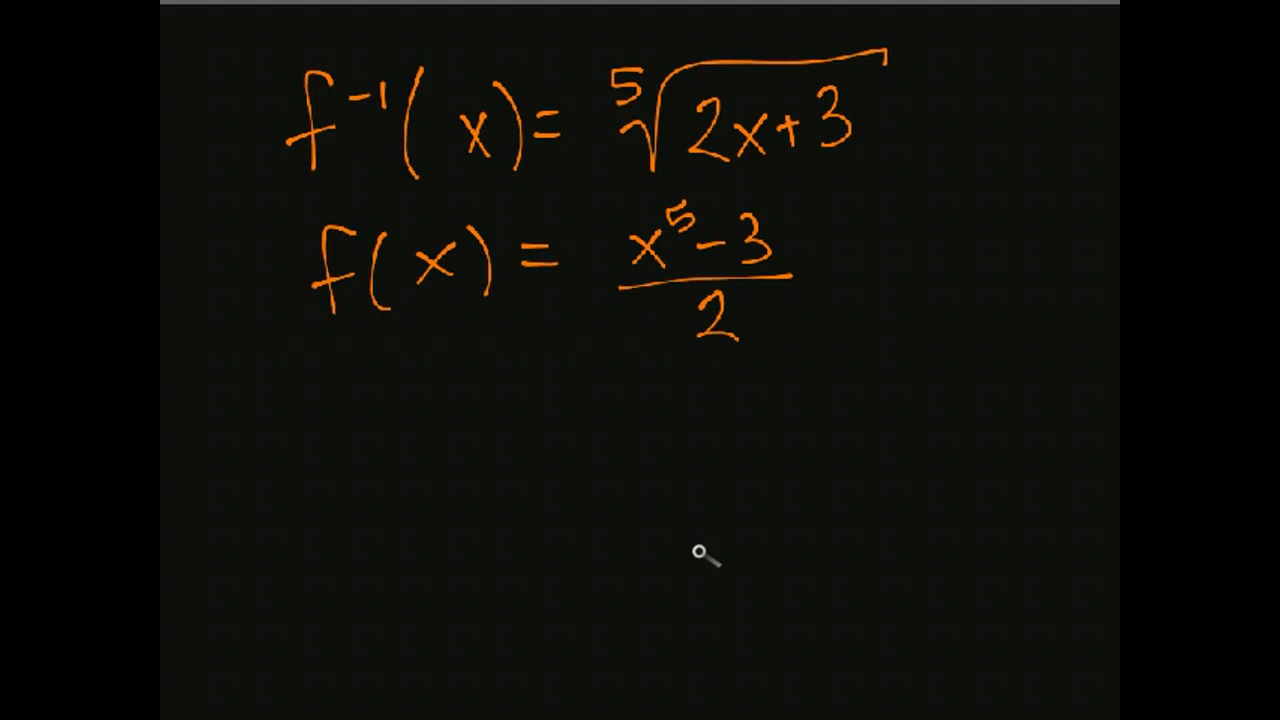 f⁻¹(x) = ⁵√(2x+3)
f(x) = x⁵-3
2